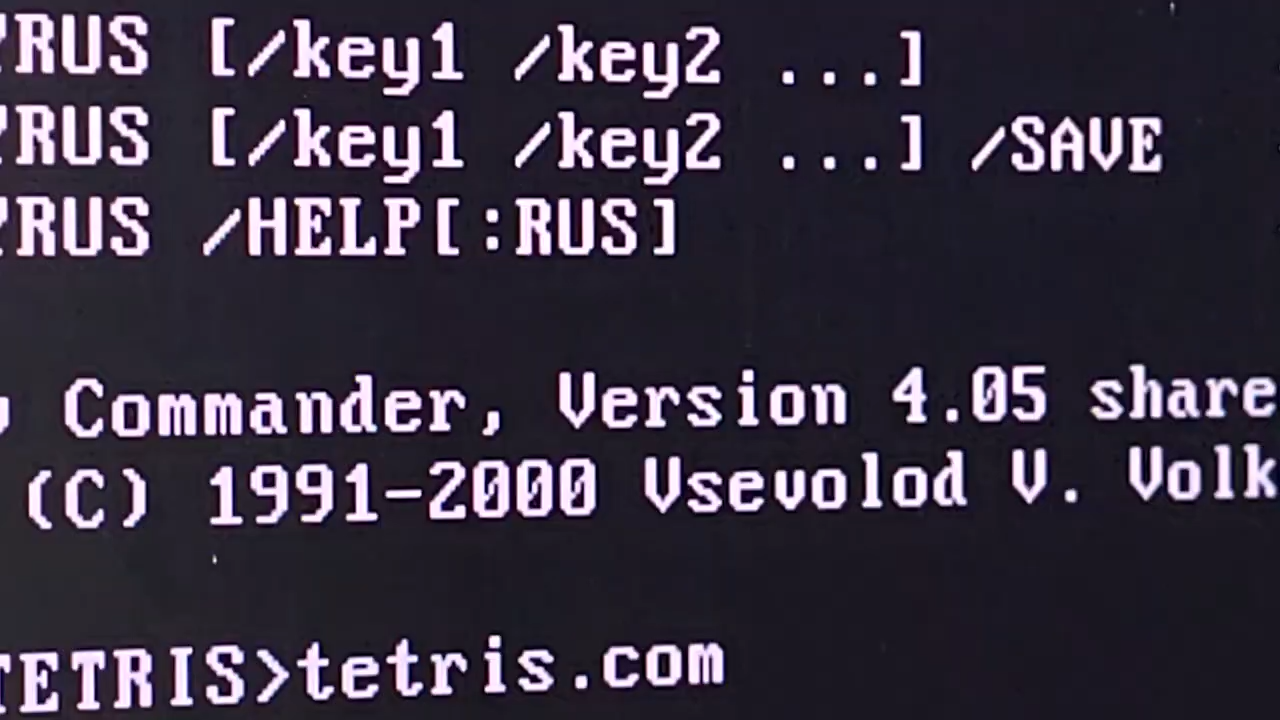 RUS [/key1 /key2 ...]
RUS [/key1 /key2 ...] /SAVE
RUS /HELP[:RUS]
Commander, Version 4.05 share
(C) 1991-2000 Vsevolod V. Volk
TETRIS>tetris.com